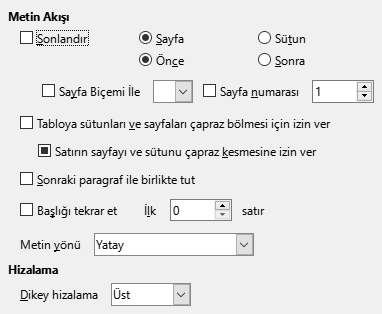 Metin Akışı
Sonlandır Sayfa Sütun
Önce Sonra
Sayfa Biçemi İle Sayfa numarası 1
Tabloya sütunları ve sayfaları çapraz bölmesi için izin ver
Satırın sayfayı ve sütunu çapraz kesmesine izin ver
Sonraki paragraf ile birlikte tut
Başlığı tekrar et İlk 0 satır
Metin yönü Yatay
Hizalama
Dikey hizalama Üst